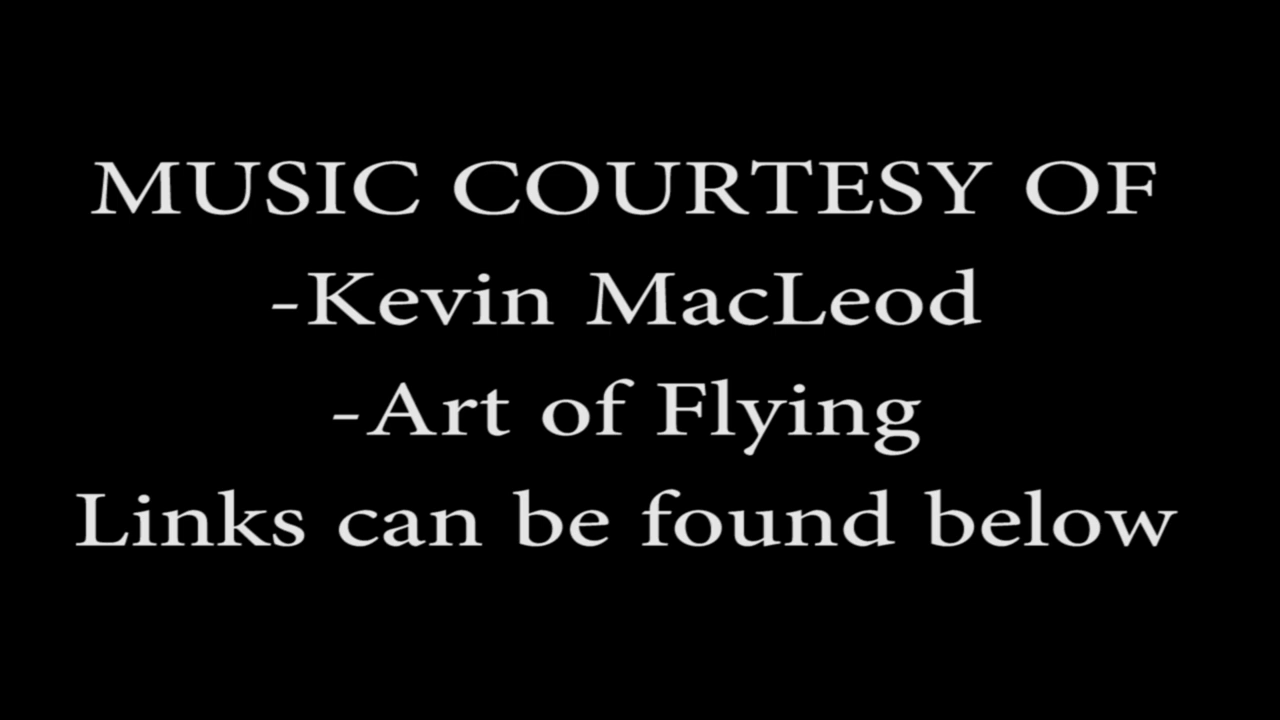 MUSIC COURTESY OF
-Kevin MacLeod
-Art of Flying
Links can be found below